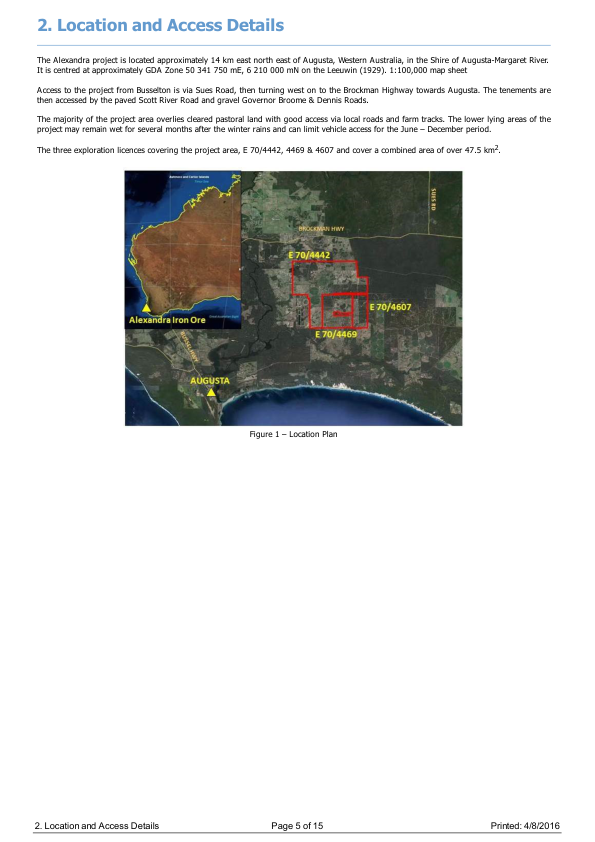 2. Location and Access Details
The Alexandra project is located approximately 14 km east north east of Augusta, Western Australia, in the Shire of Augusta-Margaret River.
It is centred at approximately GDA Zone 50 341 750 mE, 6 210 000 mN on the Leeuwin (1929). 1:100,000 map sheet
Access to the project from Busselton is via Sues Road, then turning west on to the Brockman Highway towards Augusta. The tenements are
then accessed by the paved Scott River Road and gravel Governor Broome & Dennis Roads.
The majority of the project area overlies cleared pastoral land with good access via local roads and farm tracks. The lower lying areas of the
project may remain wet for several months after the winter rains and can limit vehicle access for the June – December period.
The three exploration licences covering the project area, E 70/4442, 4469 & 4607 and cover a combined area of over 47.5 km².
SUES RD
BROCKMAN HWY
E 70/4442
E 70/4607
E 70/4469
Alexandra Iron Ore
AUGUSTA
Figure 1 – Location Plan
2. Location and Access Details Page 5 of 15 Printed: 4/8/2016